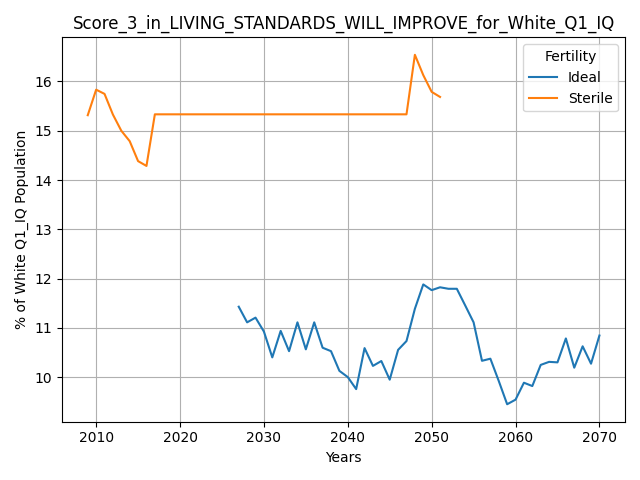 Score_3_in_LIVING_STANDARDS_WILL_IMPROVE_for_White_Q1_IQ
Fertility
Ideal
Sterile
% of White Q1_IQ Population
16
15
14
13
12
11
10
2010 2020 2030 2040 2050 2060 2070
Years